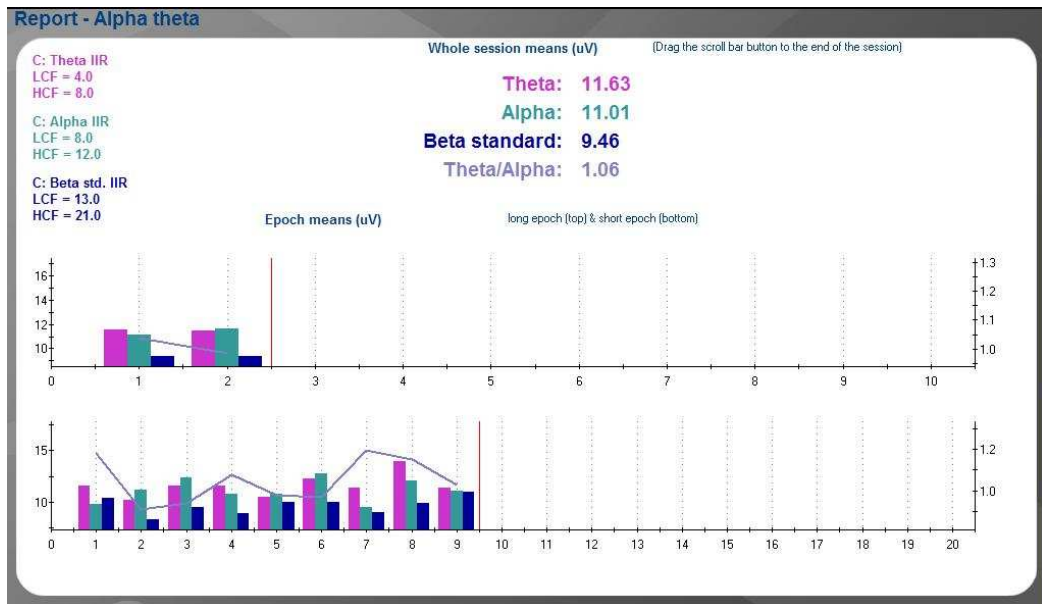 Report - Alpha theta
Whole session means (uV)
(Drag the scroll bar button to the end of the session)
C: Theta IIR
LCF = 4.0
HCF = 8.0
C: Alpha IIR
LCF = 8.0
HCF = 12.0
C: Beta std. IIR
LCF = 13.0
HCF = 21.0
Theta: 11.63
Alpha: 11.01
Beta standard: 9.46
Theta/Alpha: 1.06
Epoch means (uV)
long epoch (top) & short epoch (bottom)
16
14
12
10
1.3
1.2
1.1
1.0
0 1 2 3 4 5 6 7 8 9 10
15
10
1.2
1.0
0 1 2 3 4 5 6 7 8 9 10 11 12 13 14 15 16 17 18 19 20